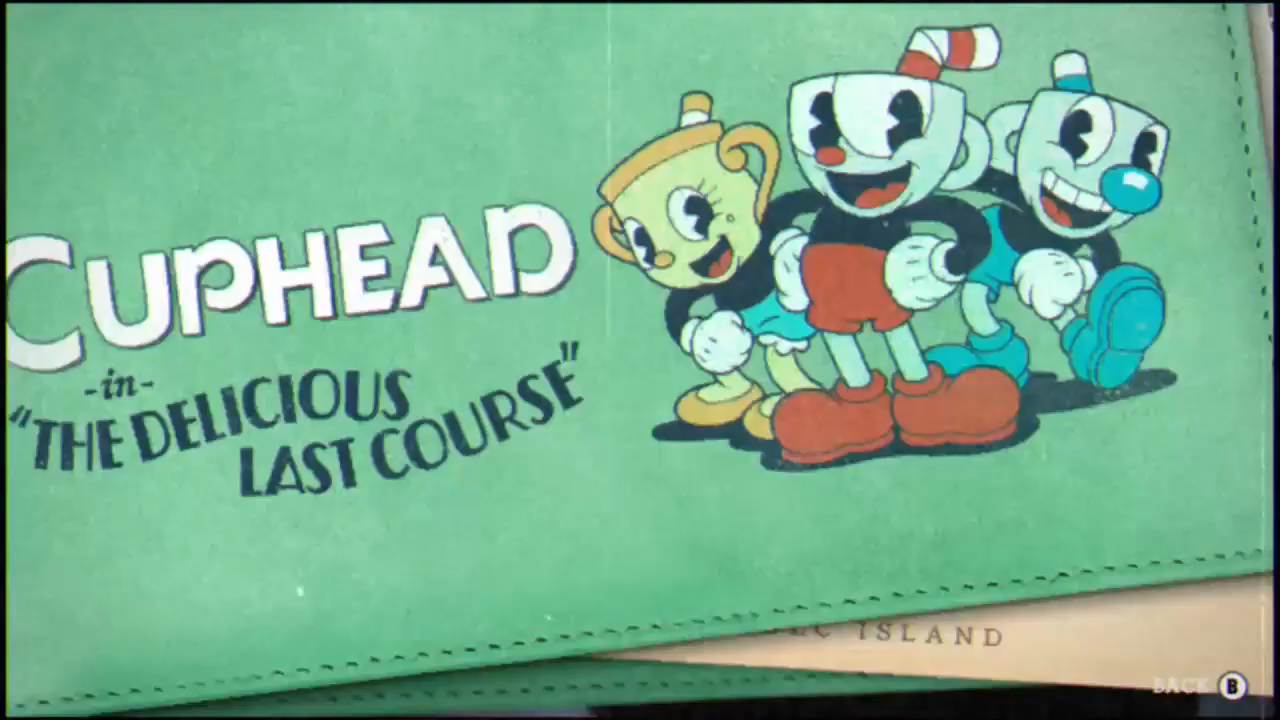 CUPHEAD
-in-
"THE DELICIOUS
LAST COURSE"
ISLAND
BACK B